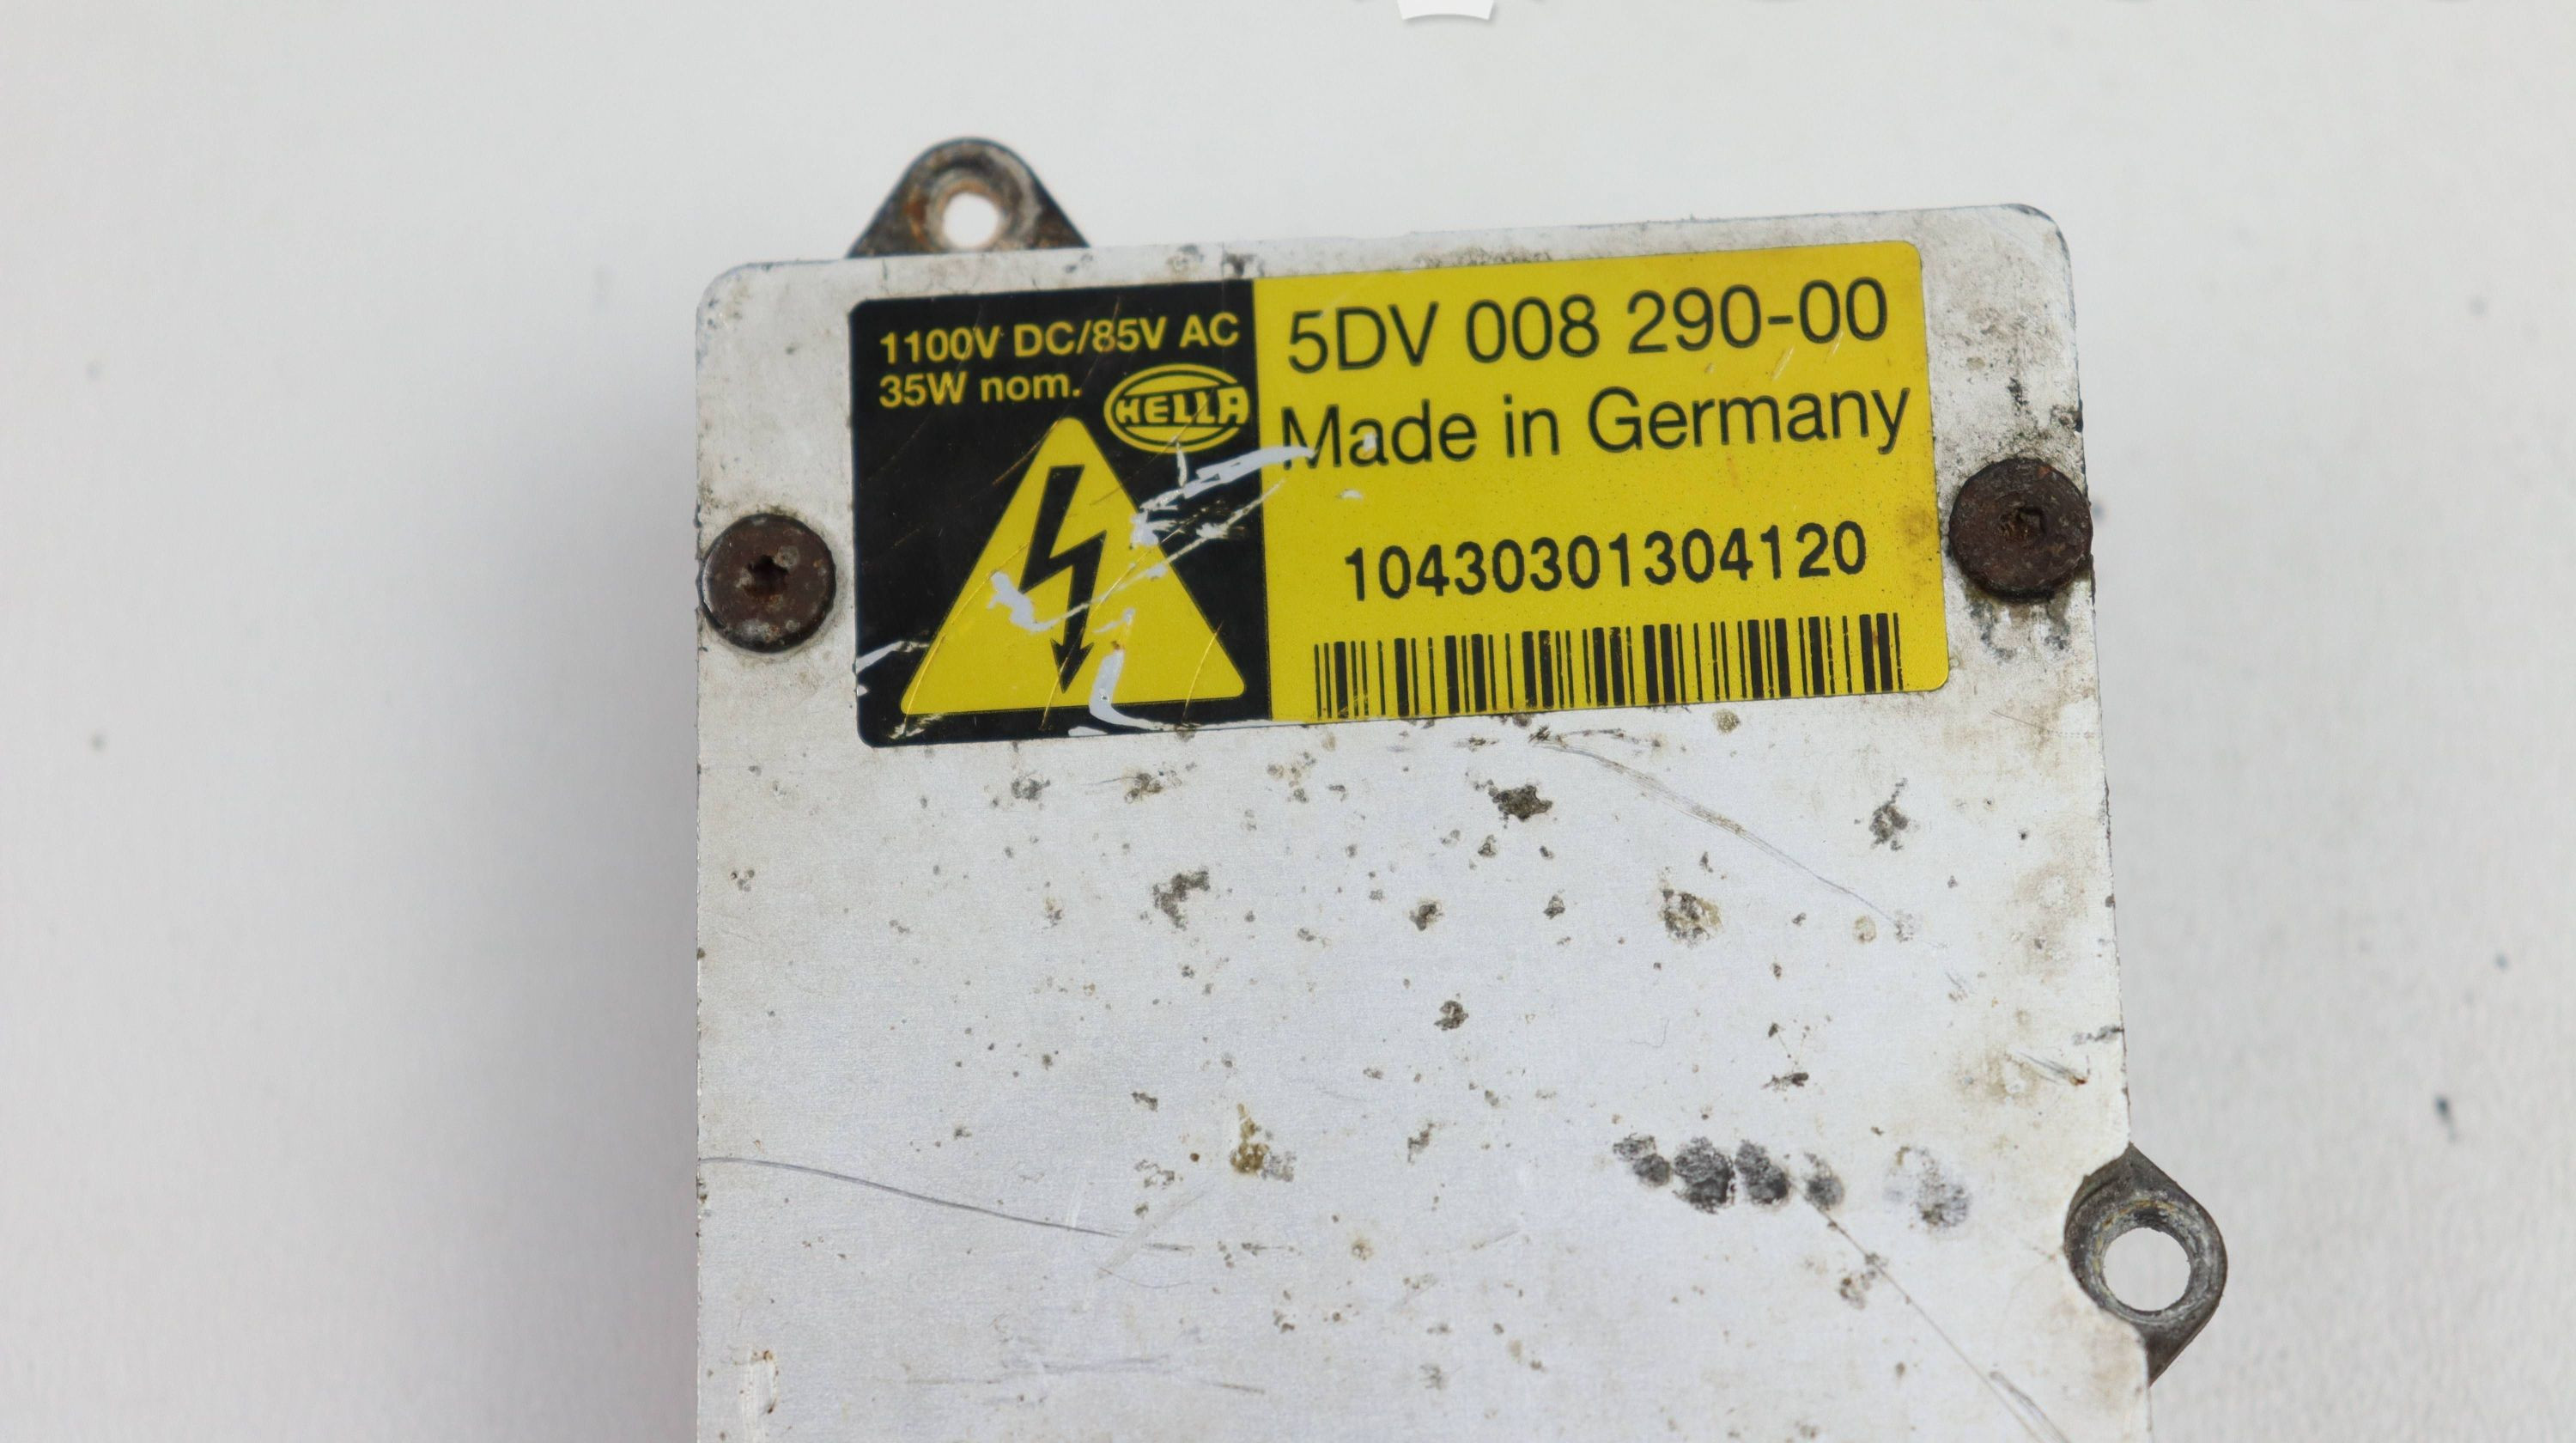 1100V DC/85V AC
35W nom.
HELLA
5DV 008 290-00
Made in Germany
10430301304120